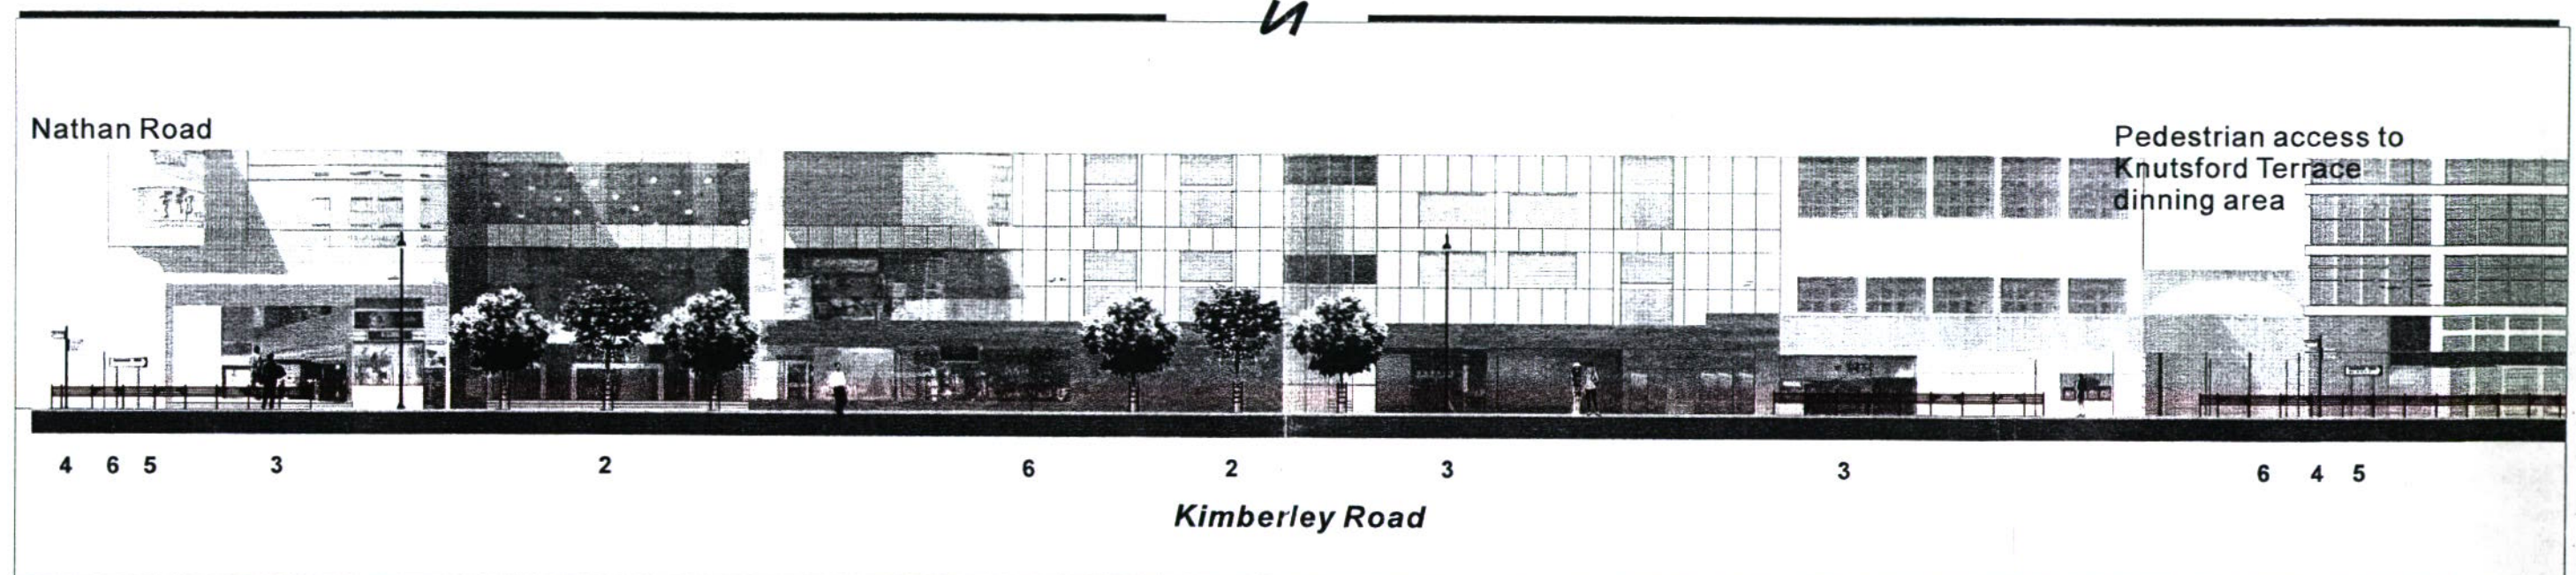 Nathan Road
Pedestrian access to
Knutsford Terrace
dinning area
4 6 5 3 2 6 2 3 3 6 4 5
Kimberley Road